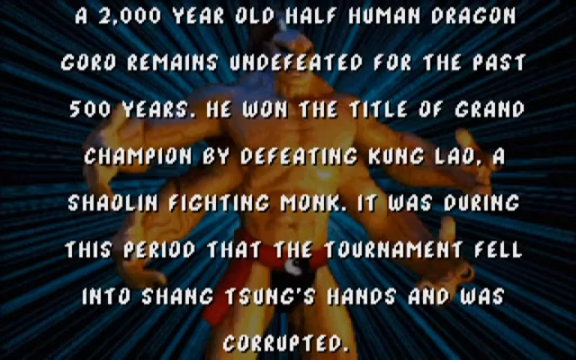 A 2,000 YEAR OLD HALF HUMAN DRAGON
GORO REMAINS UNDEFEATED FOR THE PAST
500 YEARS. HE WON THE TITLE OF GRAND
CHAMPION BY DEFEATING KUNG LAO, A
SHAOLIN FIGHTING MONK. IT WAS DURING
THIS PERIOD THAT THE TOURNAMENT FELL
INTO SHANG TSUNG'S HANDS AND WAS
CORRUPTED.